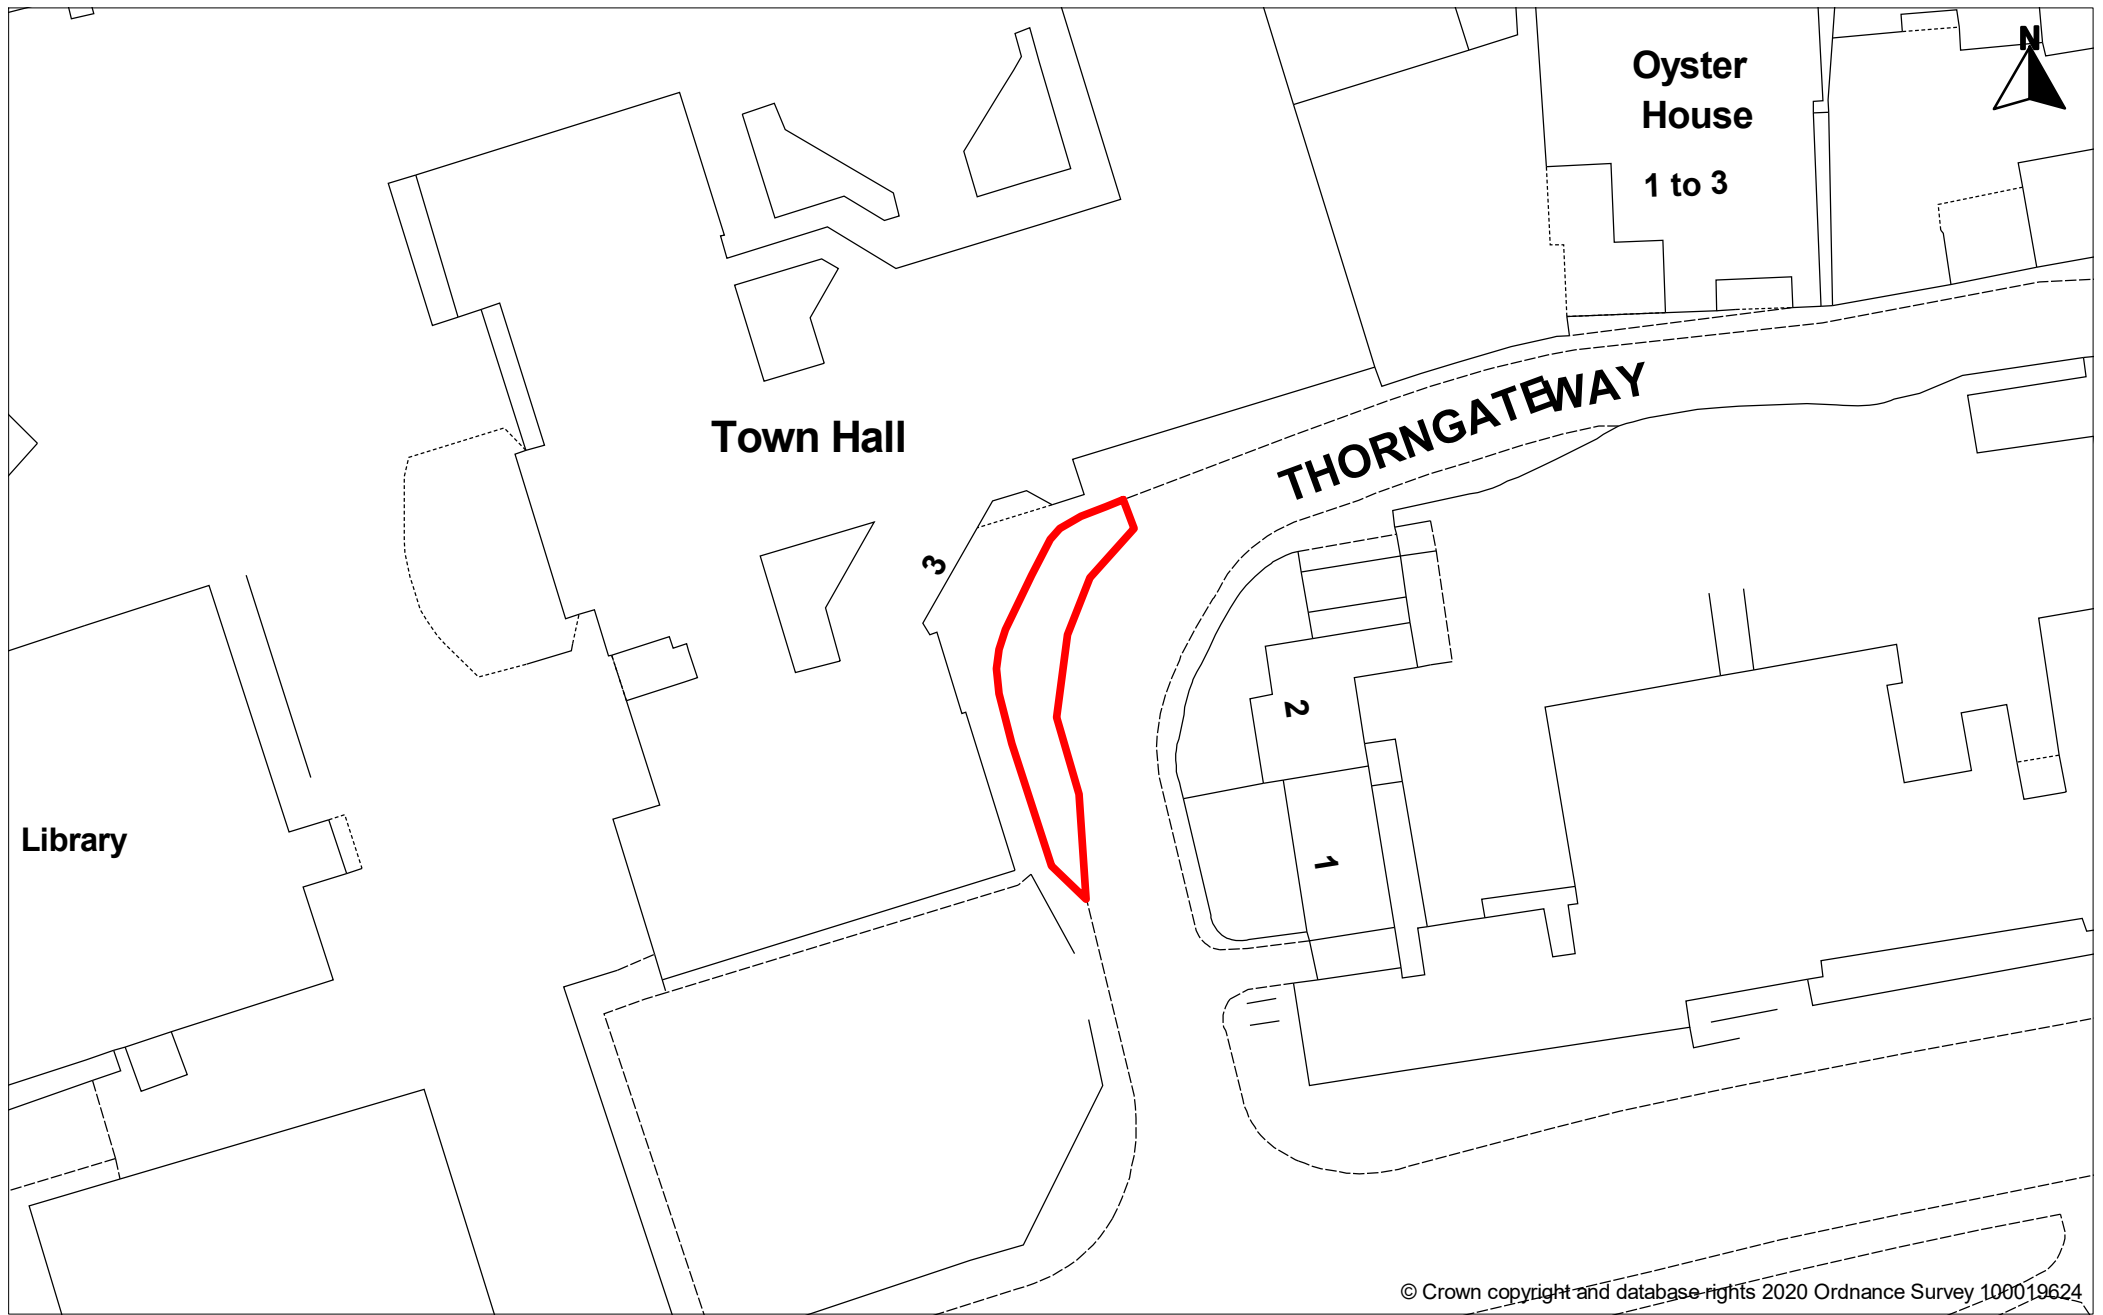 N
Oyster
House
1 to 3
THORNGATEWAY
Town Hall
3
2
1
Library
© Crown copyright and database rights 2020 Ordnance Survey 100019624